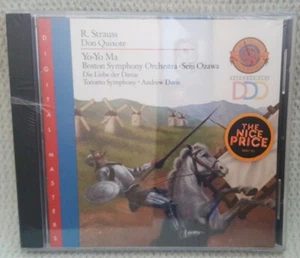 R. Strauss
Don Quixote
Yo-Yo Ma
Boston Symphony Orchestra · Seiji Ozawa
Die Liebe der Danae
Toronto Symphony · Andrew Davis
DDD
THE
NICE
PRICE
DIGITAL MASTERS